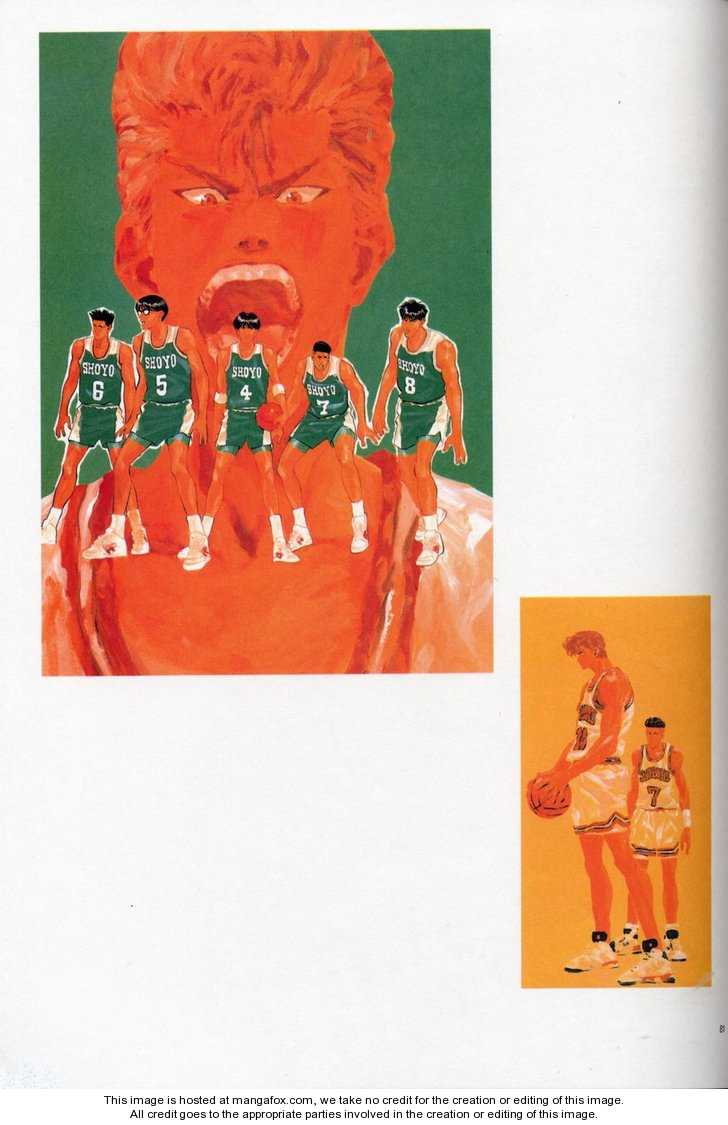 SHOYO
6
SHOYO
5
SHOYO
4
SHOYO
7
SHOYO
8
7
This image is hosted at mangafox.com, we take no credit for the creation or editing of this image.
All credit goes to the appropriate parties involved in the creation or editing of this image.